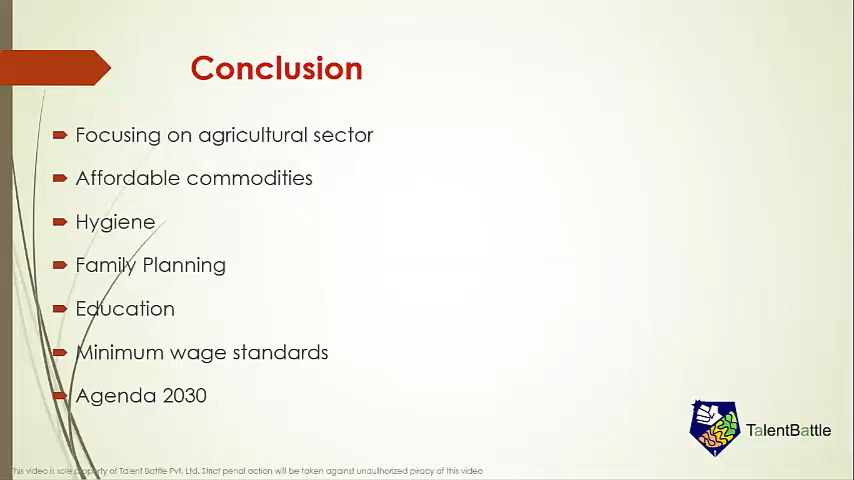 Conclusion
Focusing on agricultural sector
Affordable commodities
Hygiene
Family Planning
Education
Minimum wage standards
Agenda 2030
TalentBattle
This video is sole property of Talent Battle Pvt. Ltd. Strict penal action will be taken against unauthorized piracy of this video